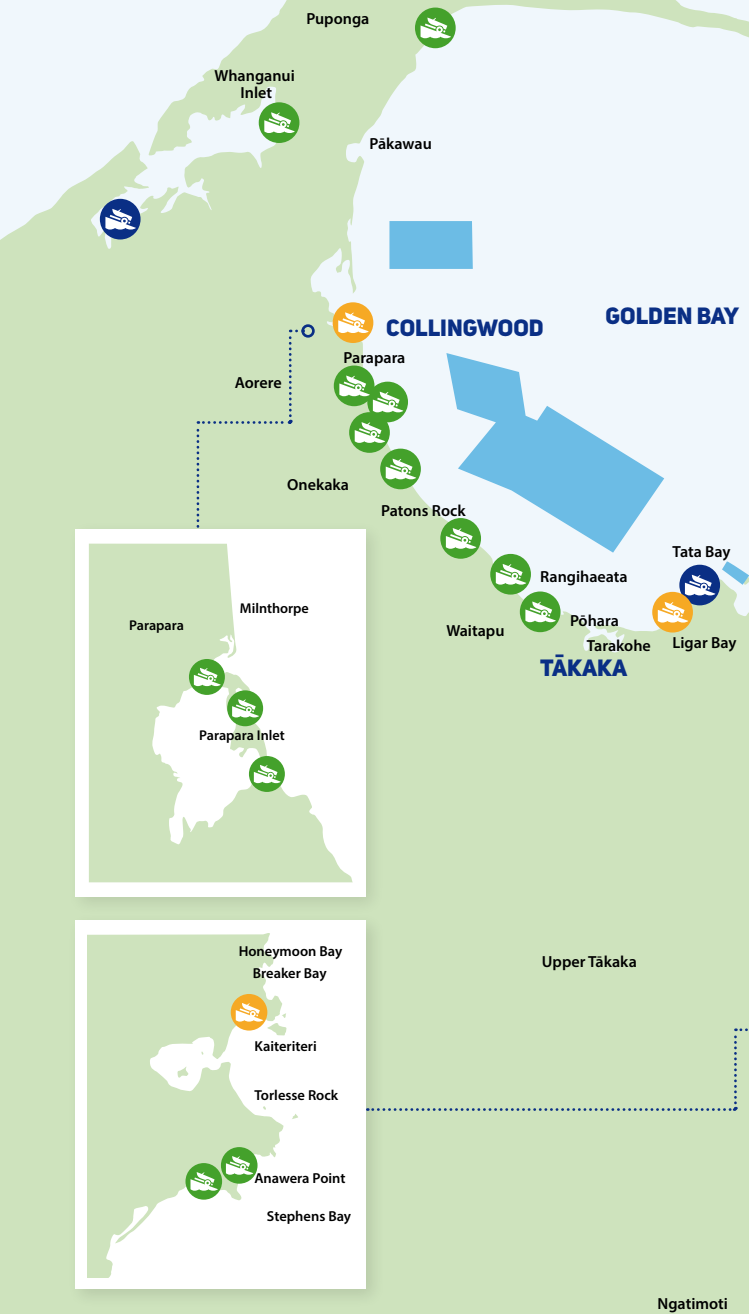 Puponga
Whanganui
Inlet
Pākawau
GOLDEN BAY
COLLINGWOOD
Parapara
Aorere
Onekaka
Patons Rock
Tata Bay
Rangihaeata
Pōhara
Waitapu
Ligar Bay
Tarakohe
TĀKAKA
Milnthorpe
Parapara
Parapara Inlet
Honeymoon Bay
Upper Tākaka
Breaker Bay
Kaiteriteri
Torlesse Rock
Anawera Point
Stephens Bay
Ngatimoti